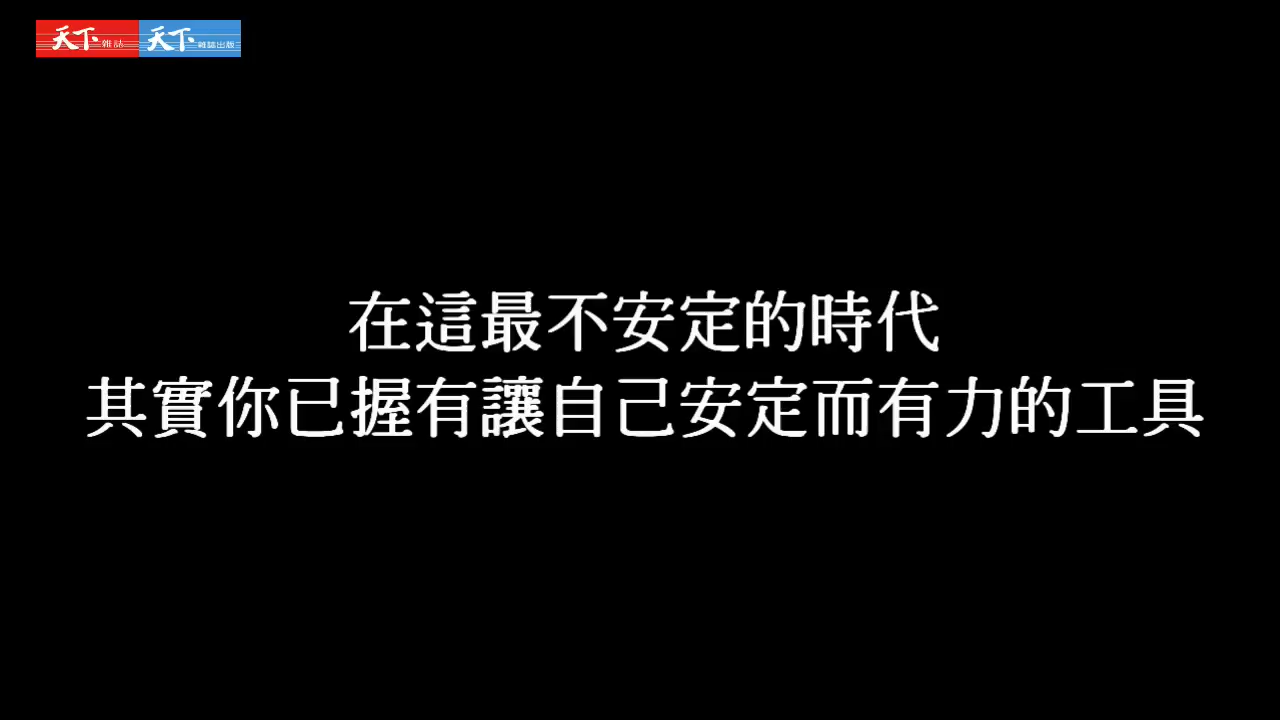 天下雜誌 天下雜誌出版
在這最不安定的時代
其實你已握有讓自己安定而有力的工具